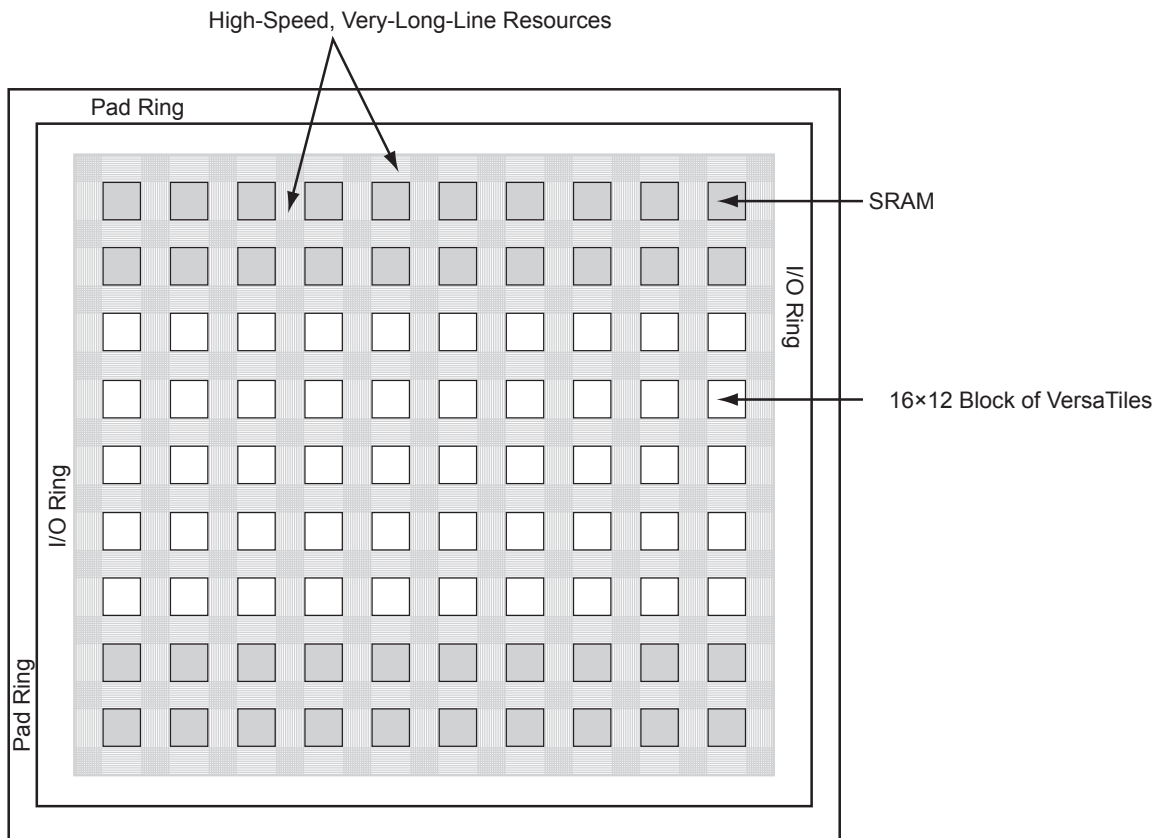 High-Speed, Very-Long-Line Resources
Pad Ring
SRAM
I/O Ring
16×12 Block of VersaTiles
I/O Ring
Pad Ring